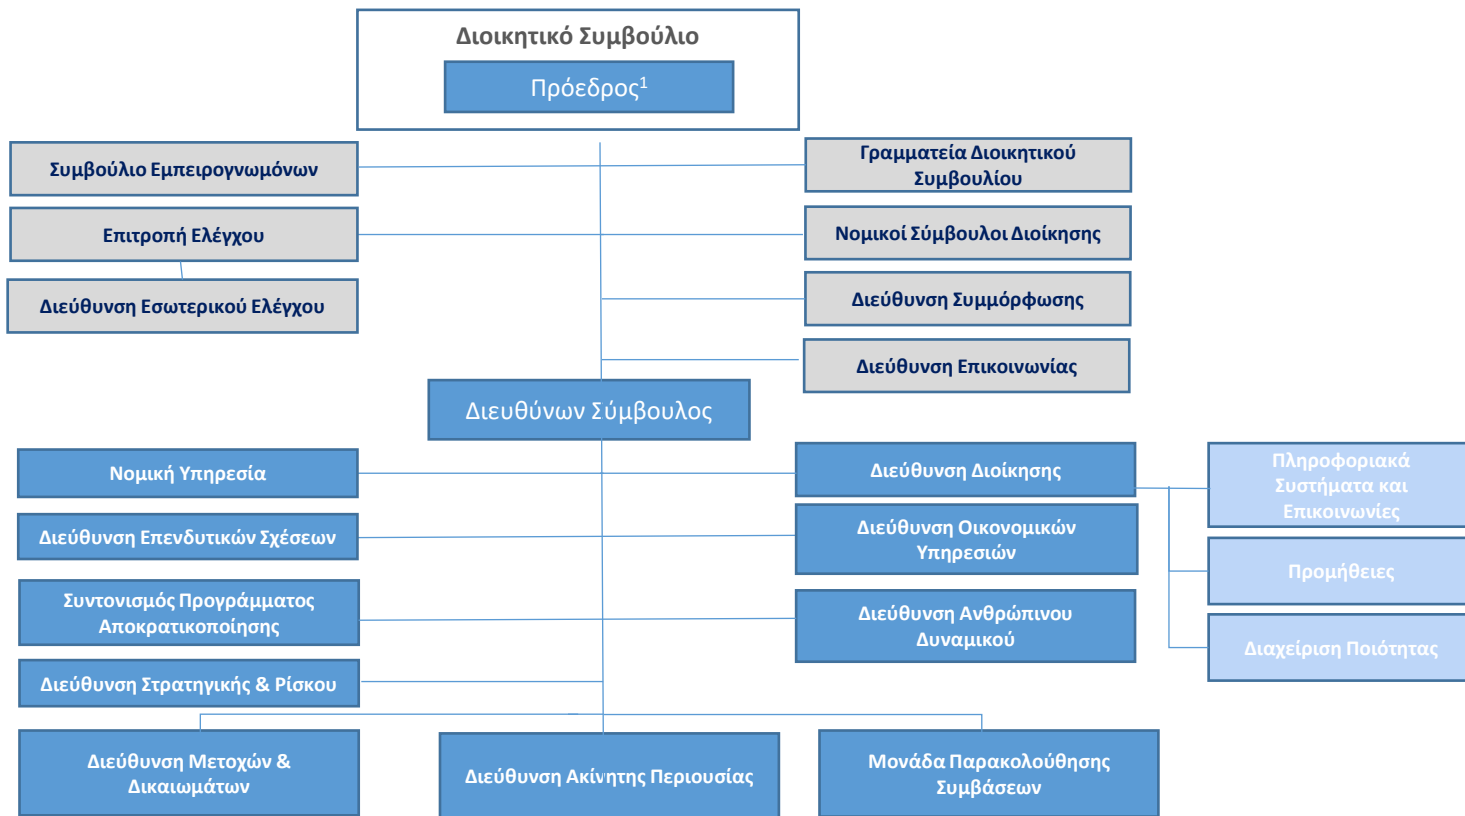 Διοικητικό Συμβούλιο
Πρόεδρος¹
Συμβούλιο Εμπειρογνωμόνων
Γραμματεία Διοικητικού
Συμβουλίου
Επιτροπή Ελέγχου
Νομικοί Σύμβουλοι Διοίκησης
Διεύθυνση Εσωτερικού Ελέγχου
Διεύθυνση Συμμόρφωσης
Διεύθυνση Επικοινωνίας
Διευθύνων Σύμβουλος
Νομική Υπηρεσία
Διεύθυνση Διοίκησης
Πληροφοριακά
Συστήματα και
Επικοινωνίες
Διεύθυνση Επενδυτικών Σχέσεων
Διεύθυνση Οικονομικών
Υπηρεσιών
Προμήθειες
Συντονισμός Προγράμματος
Αποκρατικοποίησης
Διεύθυνση Ανθρώπινου
Δυναμικού
Διαχείριση Ποιότητας
Διεύθυνση Στρατηγικής & Ρίσκου
Διεύθυνση Μετοχών &
Δικαιωμάτων
Διεύθυνση Ακίνητης Περιουσίας
Μονάδα Παρακολούθησης
Συμβάσεων